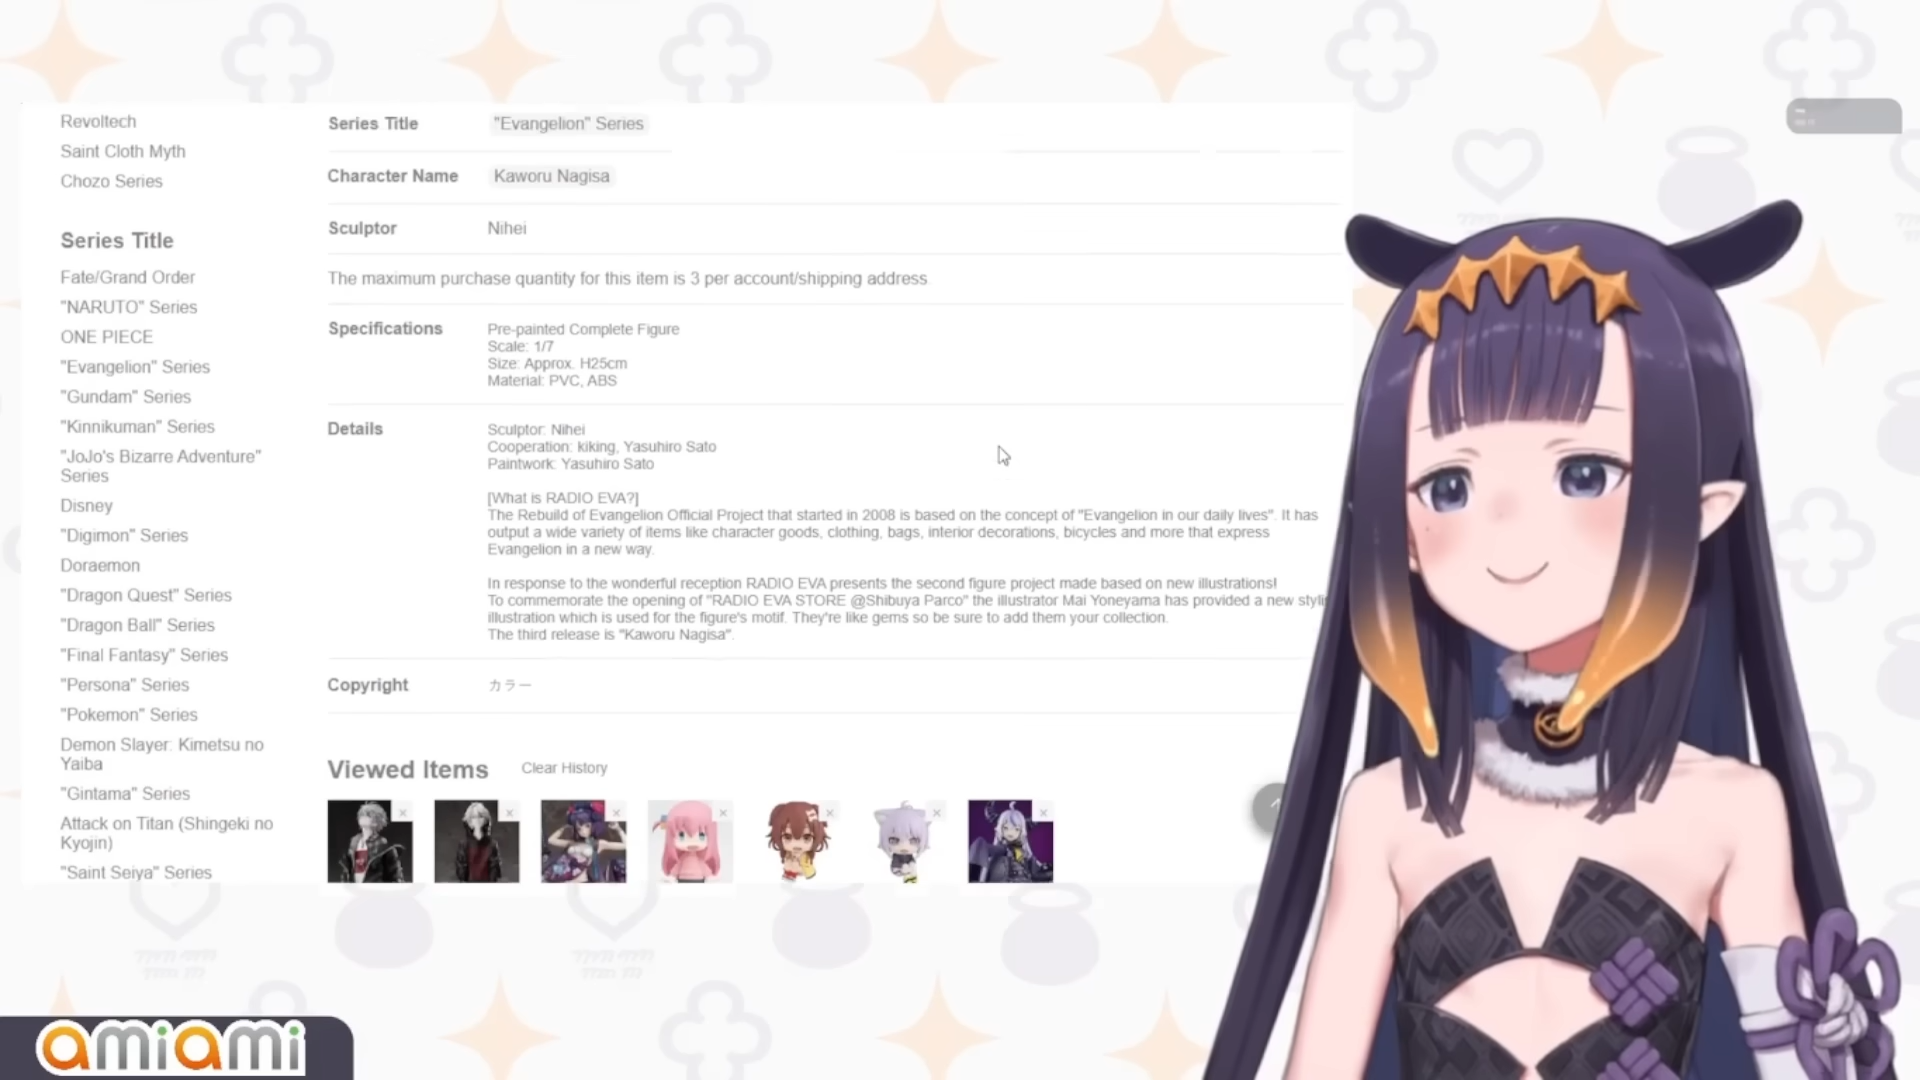 Revoltech
Saint Cloth Myth
Chozo Series
Series Title
Fate/Grand Order
"NARUTO" Series
ONE PIECE
"Evangelion" Series
"Gundam" Series
"Kinnikuman" Series
"JoJo's Bizarre Adventure"
Series
Disney
"Digimon" Series
Doraemon
"Dragon Quest" Series
"Dragon Ball" Series
"Final Fantasy" Series
"Persona" Series
"Pokemon" Series
Demon Slayer: Kimetsu no
Yaiba
"Gintama" Series
Attack on Titan (Shingeki no
Kyojin)
"Saint Seiya" Series
Series Title "Evangelion" Series
Character Name Kaworu Nagisa
Sculptor Nihei
The maximum purchase quantity for this item is 3 per account/shipping address
Specifications Pre-painted Complete Figure
Scale: 1/7
Size: Approx. H25cm
Material: PVC, ABS
Details Sculptor: Nihei
Cooperation: kiking, Yasuhiro Sato
Paintwork: Yasuhiro Sato
[What is RADIO EVA?]
The Rebuild of Evangelion Official Project that started in 2008 is based on the concept of "Evangelion in our daily lives". It has
output a wide variety of items like character goods, clothing, bags, interior decorations, bicycles and more that express
Evangelion in a new way.
In response to the wonderful reception RADIO EVA presents the second figure project made based on new illustrations!
To commemorate the opening of "RADIO EVA STORE @Shibuya Parco" the illustrator Mai Yoneyama has provided a new
illustration which is used for the figure's motif. They're like gems so be sure to add them your collection.
The third release is "Kaworu Nagisa".
Copyright カラー
Viewed Items Clear History
amiami